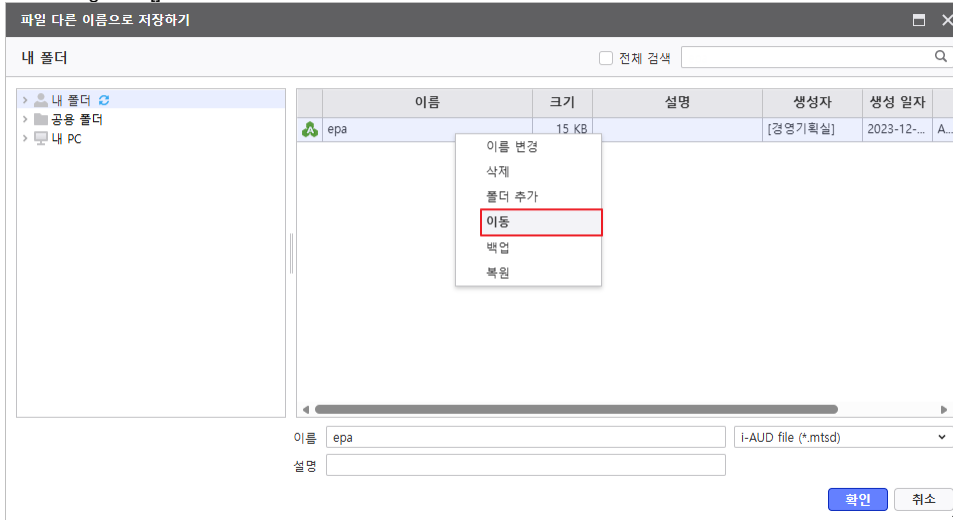 파일 다른 이름으로 저장하기
내 폴더
전체 검색
내 폴더
공용 폴더
내 PC
이름 크기 설명 생성자 생성 일자
epa 15 KB [경영기획실] 2023-12-... A...
이름 변경
삭제
폴더 추가
이동
백업
복원
이름 epa i-AUD file (*.mtsd)
설명
확인 취소